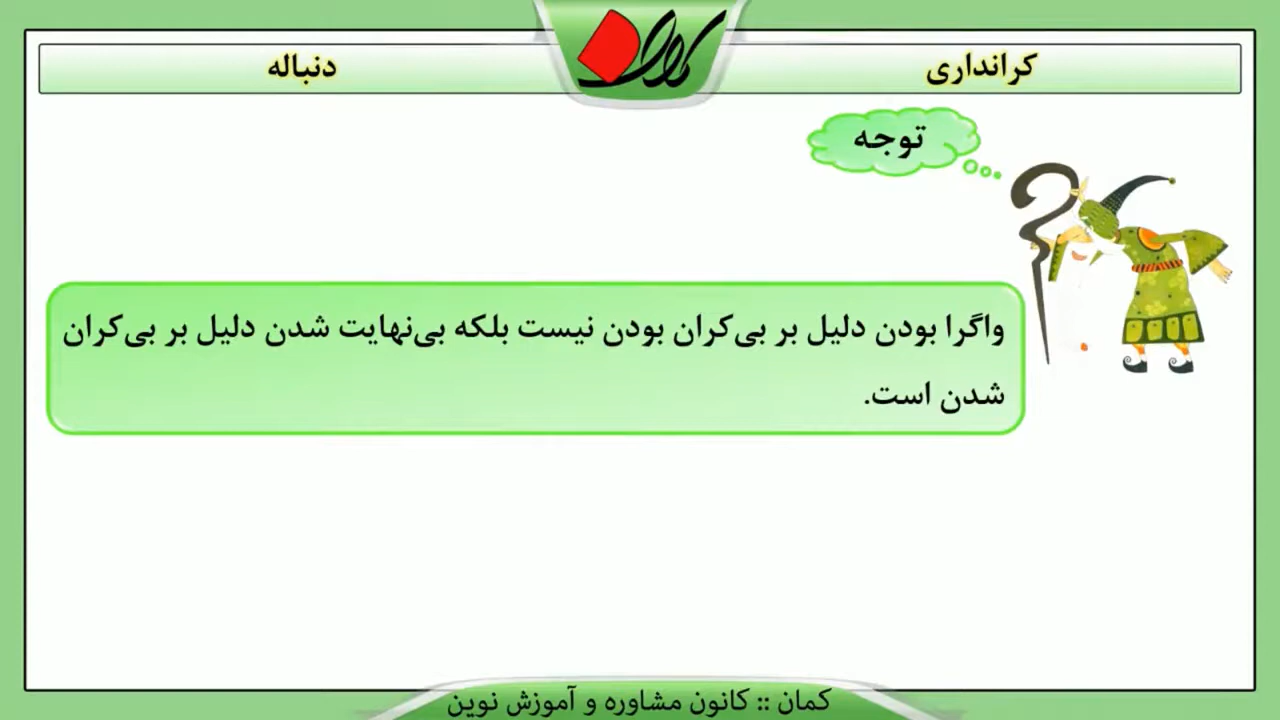 کرانداری
کمان
دنباله
توجه
واگرا بودن دلیل بر بی‌کران بودن نیست بلکه بی‌نهایت شدن دلیل بر بی‌کران
شدن است.
کمان :: کانون مشاوره و آموزش نوین